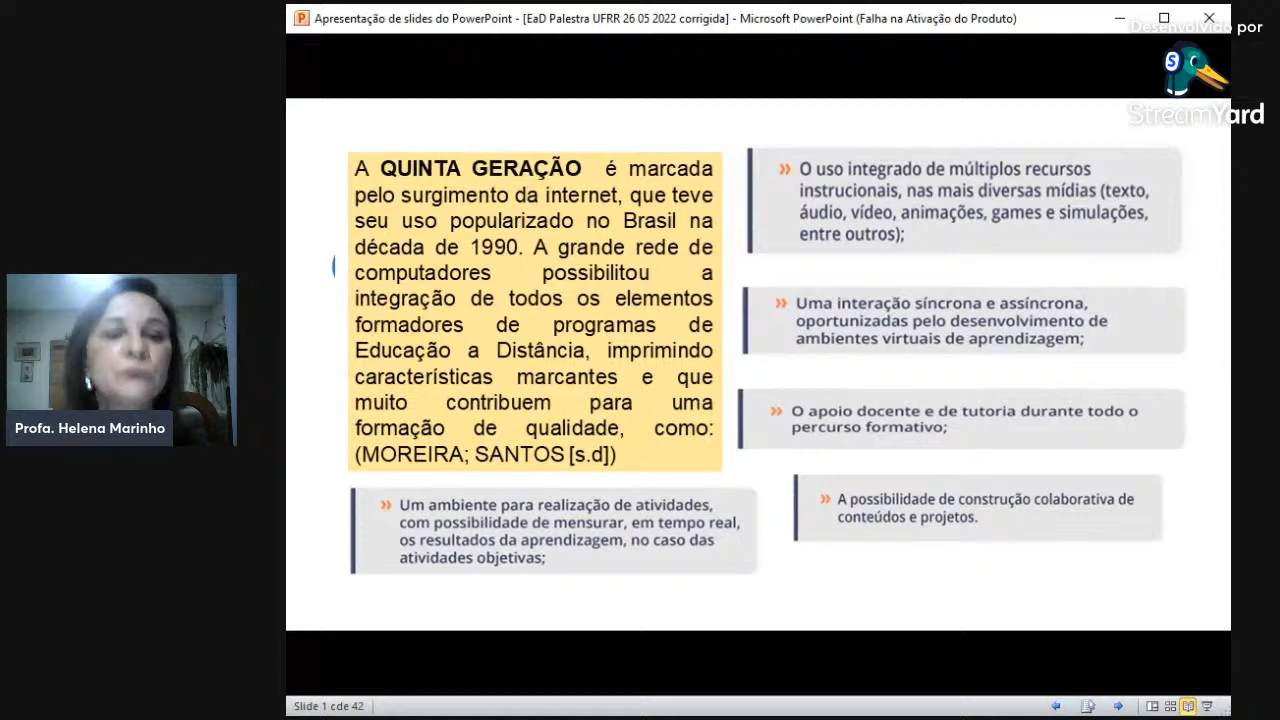 Apresentação de slides do PowerPoint - [EaD Palestra UFRR 26 05 2022 corrigida] - Microsoft PowerPoint (Falha na Ativação do Produto)
Desenvolvido por
S
StreamYard
A QUINTA GERAÇÃO é marcada
pelo surgimento da internet, que teve
seu uso popularizado no Brasil na
década de 1990. A grande rede de
computadores possibilitou a
integração de todos os elementos
formadores de programas de
Educação a Distância, imprimindo
características marcantes e que
muito contribuem para uma
formação de qualidade, como:
(MOREIRA; SANTOS [s.d])
» O uso integrado de múltiplos recursos
instrucionais, nas mais diversas mídias (texto,
áudio, vídeo, animações, games e simulações,
entre outros);
» Uma interação síncrona e assíncrona,
oportunizadas pelo desenvolvimento de
ambientes virtuais de aprendizagem;
» O apoio docente e de tutoria durante todo o
percurso formativo;
» Um ambiente para realização de atividades,
com possibilidade de mensurar, em tempo real,
os resultados da aprendizagem, no caso das
atividades objetivas;
» A possibilidade de construção colaborativa de
conteúdos e projetos.
Profa. Helena Marinho
Slide 1 cde 42